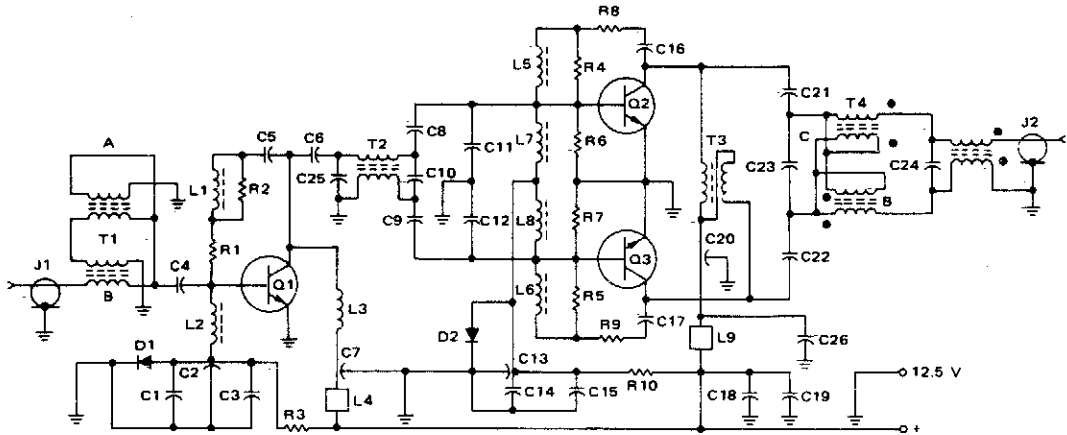 R8
C16
L5
R4
Q2
C21
T4
J2
C5
C6
T2
C8
C11
L7
R6
T3
C
C23
C24
A
L1
R2
C25
C10
C9
C12
L8
R7
B
T1
R1
C20
J1
C4
Q1
Q3
C22
B
L3
L6
R5
L2
C17
D2
R9
L9
C26
D1
C2
C7
C13
R10
12.5 V
C1
C3
L4
C14
C15
C18
C19
R3
+